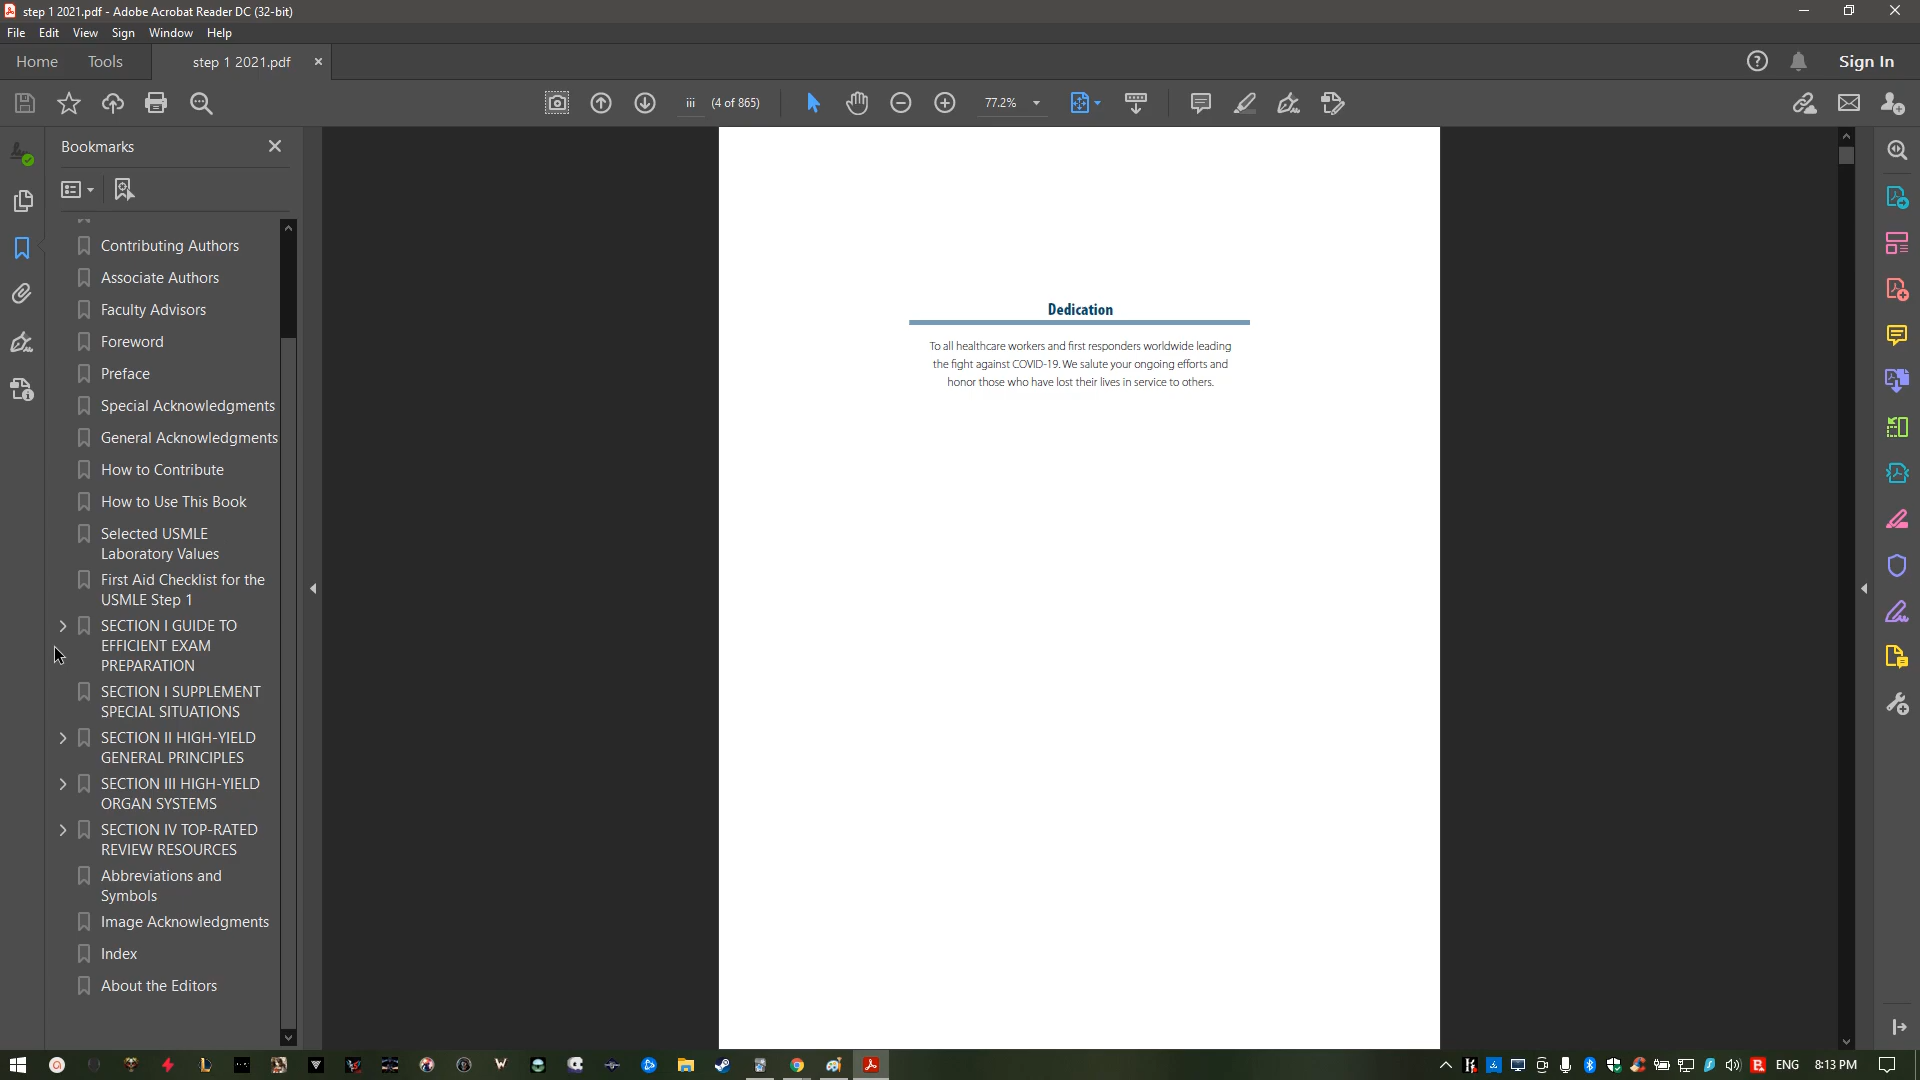 step 1 2021.pdf - Adobe Acrobat Reader DC (32-bit)
File Edit View Sign Window Help
Home Tools step 1 2021.pdf Sign In
iii (4 of 865) 77.2%
Bookmarks
Contributing Authors
Associate Authors
Faculty Advisors
Foreword
Preface
Special Acknowledgments
General Acknowledgments
How to Contribute
How to Use This Book
Selected USMLE
Laboratory Values
First Aid Checklist for the
USMLE Step 1
SECTION I GUIDE TO
EFFICIENT EXAM
PREPARATION
SECTION I SUPPLEMENT
SPECIAL SITUATIONS
SECTION II HIGH-YIELD
GENERAL PRINCIPLES
SECTION III HIGH-YIELD
ORGAN SYSTEMS
SECTION IV TOP-RATED
REVIEW RESOURCES
Abbreviations and
Symbols
Image Acknowledgments
Index
About the Editors
Dedication
To all healthcare workers and first responders worldwide leading
the fight against COVID-19. We salute your ongoing efforts and
honor those who have lost their lives in service to others.
ENG 8:13 PM